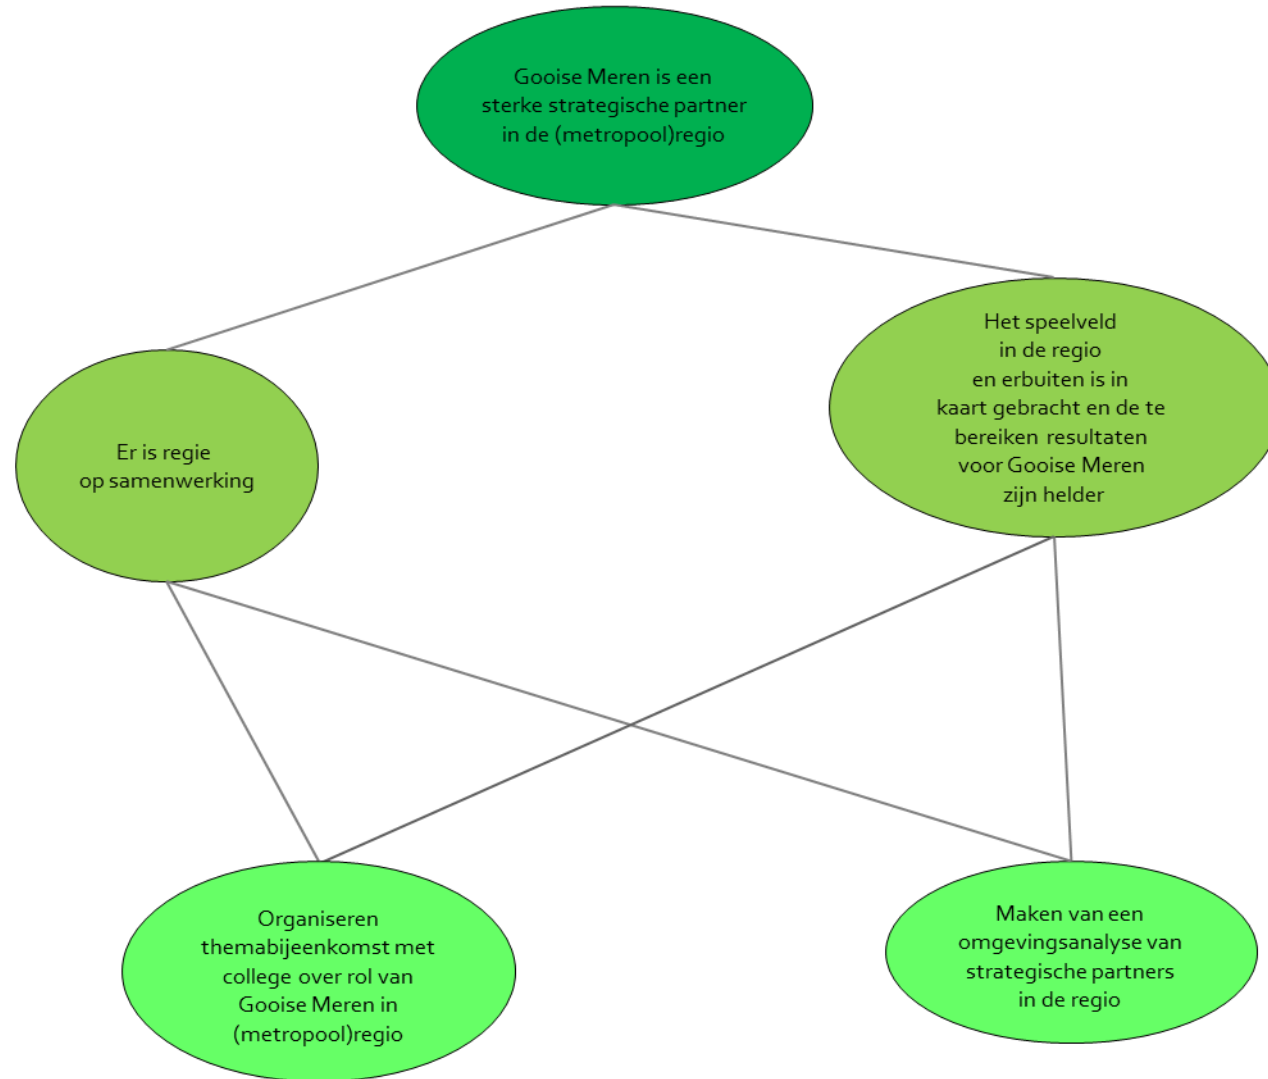 Gooise Meren is een
sterke strategische partner
in de (metropool)regio
Het speelveld
in de regio
en erbuiten is in
kaart gebracht en de te
bereiken resultaten
voor Gooise Meren
zijn helder
Er is regie
op samenwerking
Organiseren
themabijeenkomst met
college over rol van
Gooise Meren in
(metropool)regio
Maken van een
omgevingsanalyse van
strategische partners
in de regio